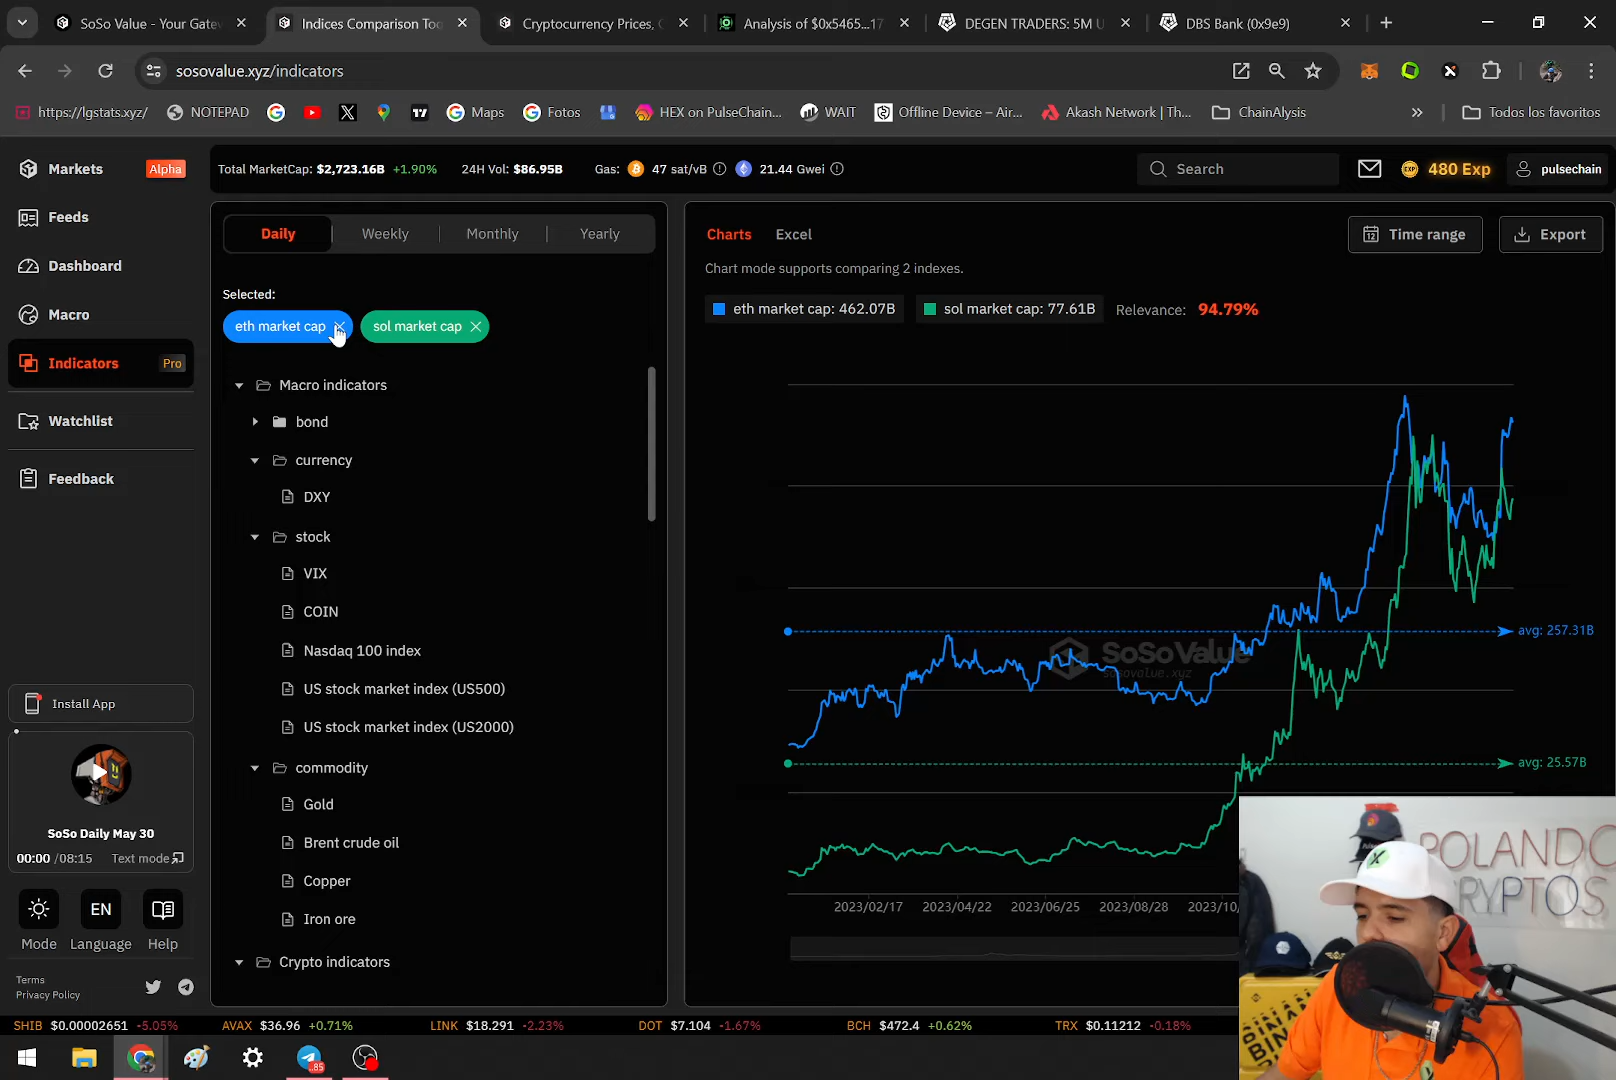 SoSo Value - Your Gatew
Indices Comparison Too
Cryptocurrency Prices, C
Analysis of $0x5465...17
DEGEN TRADERS: 5M U
DBS Bank (0x9e9)
sosovalue.xyz/indicators
https://lgstats.xyz/
NOTEPAD
Maps
Fotos
HEX on PulseChain...
WAIT
Offline Device – Air...
Akash Network | Th...
ChainAlysis
Todos los favoritos
Markets Alpha
Feeds
Dashboard
Macro
Indicators Pro
Watchlist
Feedback
Install App
SoSo Daily May 30
00:00 / 08:15 Text mode
EN
Mode Language Help
Terms
Privacy Policy
Total MarketCap: $2,723.16B +1.90% 24H Vol: $86.95B Gas: 47 sat/vB 21.44 Gwei
Search
480 Exp
pulsechain
Daily Weekly Monthly Yearly
Selected:
eth market cap sol market cap
Macro indicators
bond
currency
DXY
stock
VIX
COIN
Nasdaq 100 index
US stock market index (US500)
US stock market index (US2000)
commodity
Gold
Brent crude oil
Copper
Iron ore
Crypto indicators
Charts Excel
Time range
Export
Chart mode supports comparing 2 indexes.
eth market cap: 462.07B sol market cap: 77.61B Relevance: 94.79%
avg: 257.31B
SoSoValue
sosovalue.xyz
avg: 25.57B
2023/02/17 2023/04/22 2023/06/25 2023/08/28 2023/10/
POLANDO
CRYPTOS
SHIB $0.00002651 -5.05% AVAX $36.96 +0.71% LINK $18.291 -2.23% DOT $7.104 -1.67% BCH $472.4 +0.62% TRX $0.11212 -0.18%
85